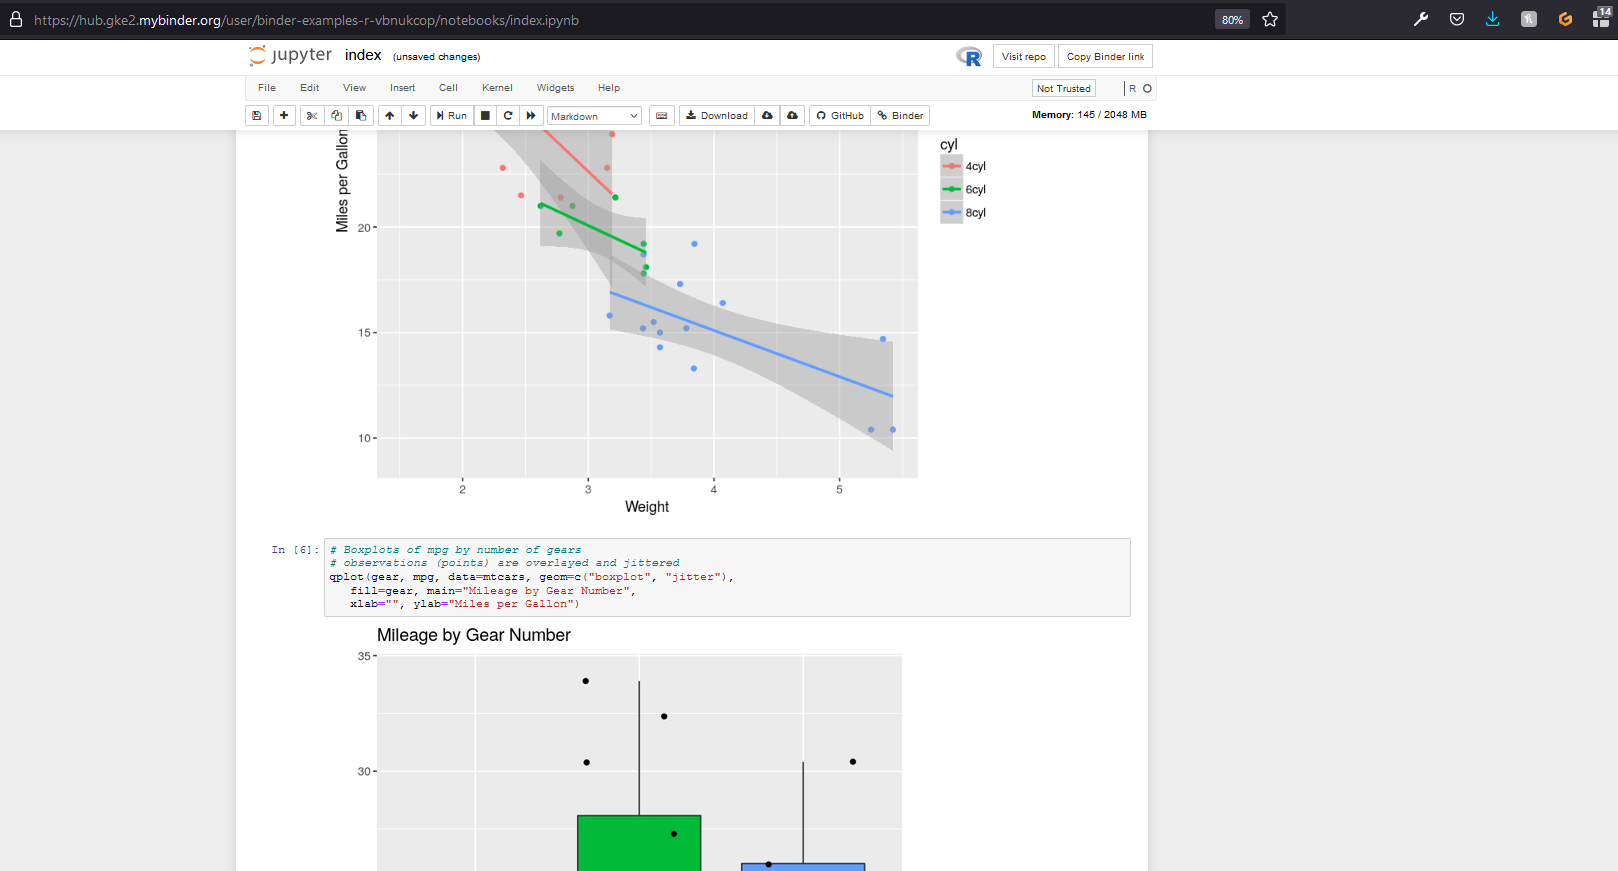 https://hub.gke2.mybinder.org/user/binder-examples-r-vbnukcop/notebooks/index.ipynb
80%
14
jupyter index (unsaved changes)
R
Visit repo
Copy Binder link
File Edit View Insert Cell Kernel Widgets Help
Not Trusted
R
Run
Markdown
Download
GitHub
Binder
Memory: 145 / 2048 MB
Miles per Gallon
20
15
10
2 3 4 5
Weight
cyl
4cyl
6cyl
8cyl
In [6]:
# Boxplots of mpg by number of gears
# observations (points) are overlayed and jittered
qplot(gear, mpg, data=mtcars, geom=c("boxplot", "jitter"),
fill=gear, main="Mileage by Gear Number",
xlab="", ylab="Miles per Gallon")
Mileage by Gear Number
35
30